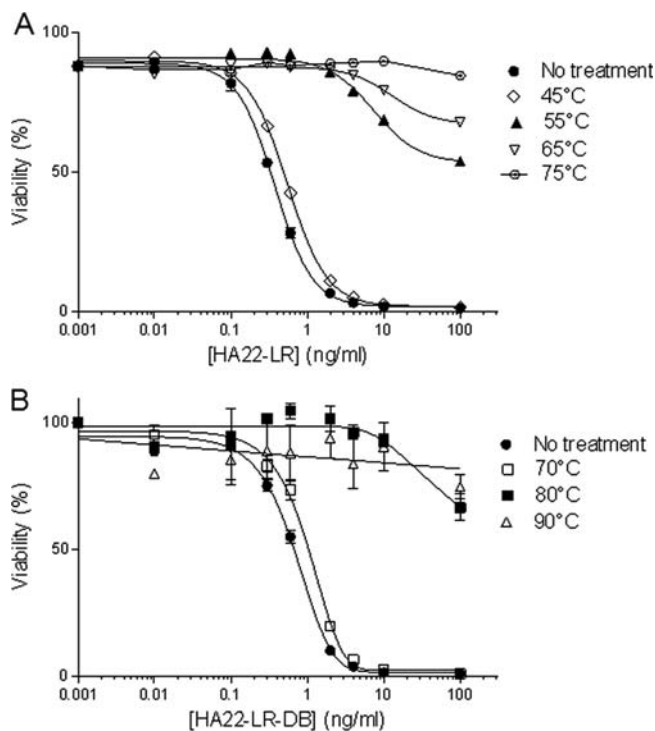 A
100
50
0
Viability (%)
0.001 0.01 0.1 1 10 100
[HA22-LR] (ng/ml)
No treatment
45°C
55°C
65°C
75°C
B
100
50
0
Viability (%)
0.001 0.01 0.1 1 10 100
[HA22-LR-DB] (ng/ml)
No treatment
70°C
80°C
90°C